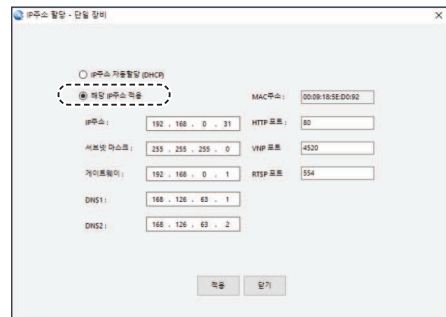 IP주소 할당 - 단일 장비
IP주소 자동할당 (DHCP)
해당 IP주소 적용
MAC주소 : 00:09:18:5E:D0:92
IP주소 : 192 . 168 . 0 . 31 HTTP 포트 : 80
서브넷 마스크 : 255 . 255 . 255 . 0 VNP 포트 4520
게이트웨이 : 192 . 168 . 0 . 1 RTSP 포트 554
DNS1 : 168 . 126 . 63 . 1
DNS2 : 168 . 126 . 63 . 2
적용 닫기